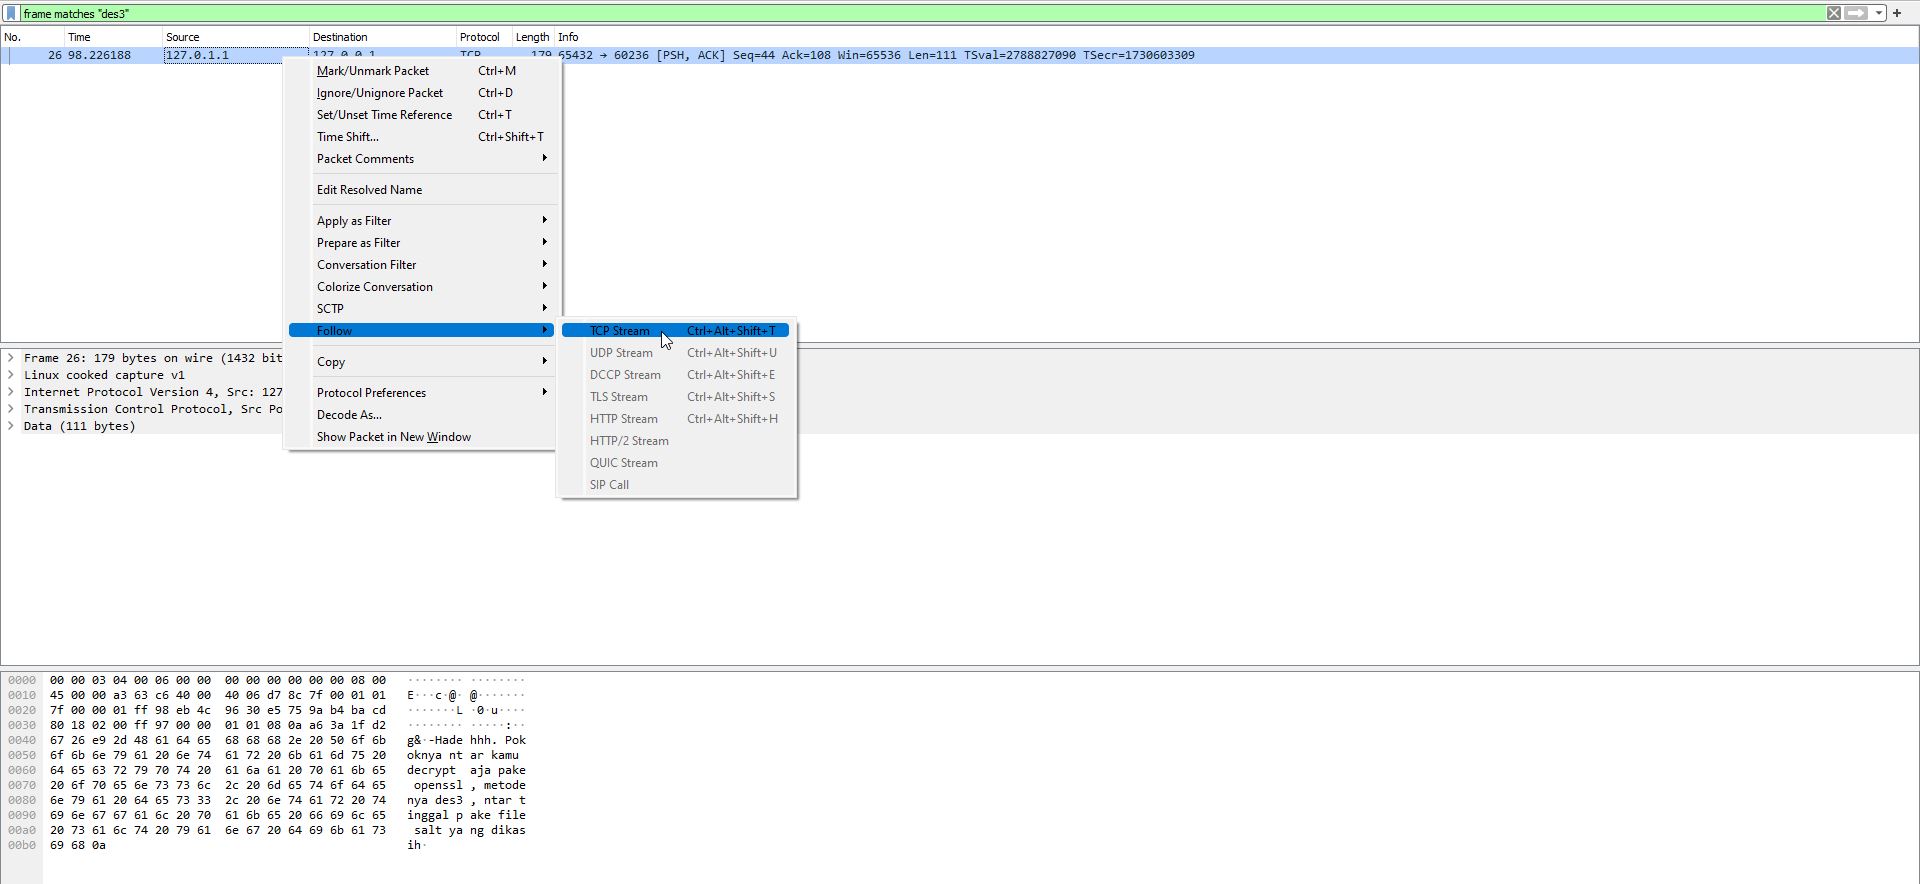 frame matches "des3"
No. Time Source Destination Protocol Length Info
26 98.226188 127.0.1.1 127.0.0.1 TCP 179 65432 → 60236 [PSH, ACK] Seq=44 Ack=108 Win=65536 Len=111 TSval=2788827090 TSecr=1730603309
Mark/Unmark Packet Ctrl+M
Ignore/Unignore Packet Ctrl+D
Set/Unset Time Reference Ctrl+T
Time Shift... Ctrl+Shift+T
Packet Comments
Edit Resolved Name
Apply as Filter
Prepare as Filter
Conversation Filter
Colorize Conversation
SCTP
Follow
Copy
Protocol Preferences
Decode As...
Show Packet in New Window
TCP Stream Ctrl+Alt+Shift+T
UDP Stream Ctrl+Alt+Shift+U
DCCP Stream Ctrl+Alt+Shift+E
TLS Stream Ctrl+Alt+Shift+S
HTTP Stream Ctrl+Alt+Shift+H
HTTP/2 Stream
QUIC Stream
SIP Call
Frame 26: 179 bytes on wire (1432 bit
Linux cooked capture v1
Internet Protocol Version 4, Src: 127
Transmission Control Protocol, Src Po
Data (111 bytes)
0000 00 00 03 04 00 06 00 00 00 00 00 00 00 00 08 00 ········ ········
0010 45 00 00 a3 63 c6 40 00 40 06 d7 8c 7f 00 01 01 E···c·@· @·······
0020 7f 00 00 01 ff 98 eb 4c 96 30 e5 75 9a b4 ba cd ·······L ·0·u····
0030 80 18 02 00 ff 97 00 00 01 01 08 0a a6 3a 1f d2 ········ ·····:··
0040 67 26 e9 2d 48 61 64 65 68 68 68 2e 20 50 6f 6b g&·-Hade hhh. Pok
0050 6f 6b 6e 79 61 20 6e 74 61 72 20 6b 61 6d 75 20 oknya nt ar kamu
0060 64 65 63 72 79 70 74 20 61 6a 61 20 70 61 6b 65 decrypt aja pake
0070 20 6f 70 65 6e 73 73 6c 2c 20 6d 65 74 6f 64 65 openssl , metode
0080 6e 79 61 20 64 65 73 33 2c 20 6e 74 61 72 20 74 nya des3 , ntar t
0090 69 6e 67 67 61 6c 20 70 61 6b 65 20 66 69 6c 65 inggal p ake file
00a0 20 73 61 6c 74 20 79 61 6e 67 20 64 69 6b 61 73 salt ya ng dikas
00b0 69 68 0a ih·